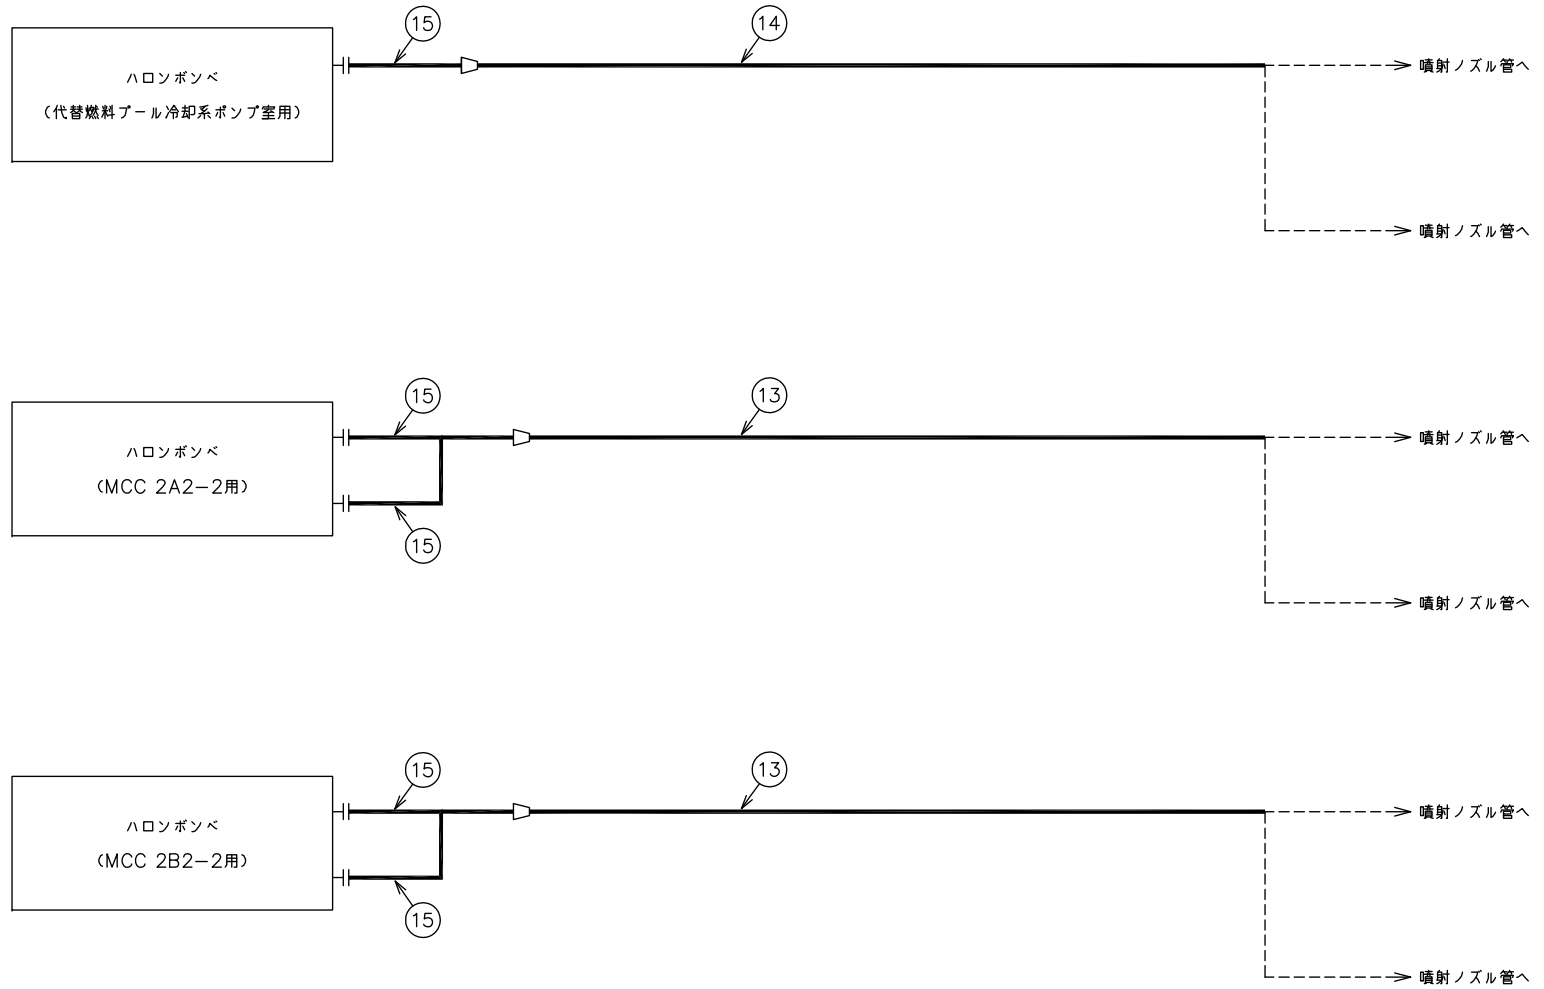 15
14
ハロンボンベ
(代替燃料プール冷却系ポンプ室用)
噴射ノズル管へ
噴射ノズル管へ
15
13
ハロンボンベ
(MCC 2A2-2用)
噴射ノズル管へ
15
噴射ノズル管へ
15
13
ハロンボンベ
(MCC 2B2-2用)
噴射ノズル管へ
15
噴射ノズル管へ